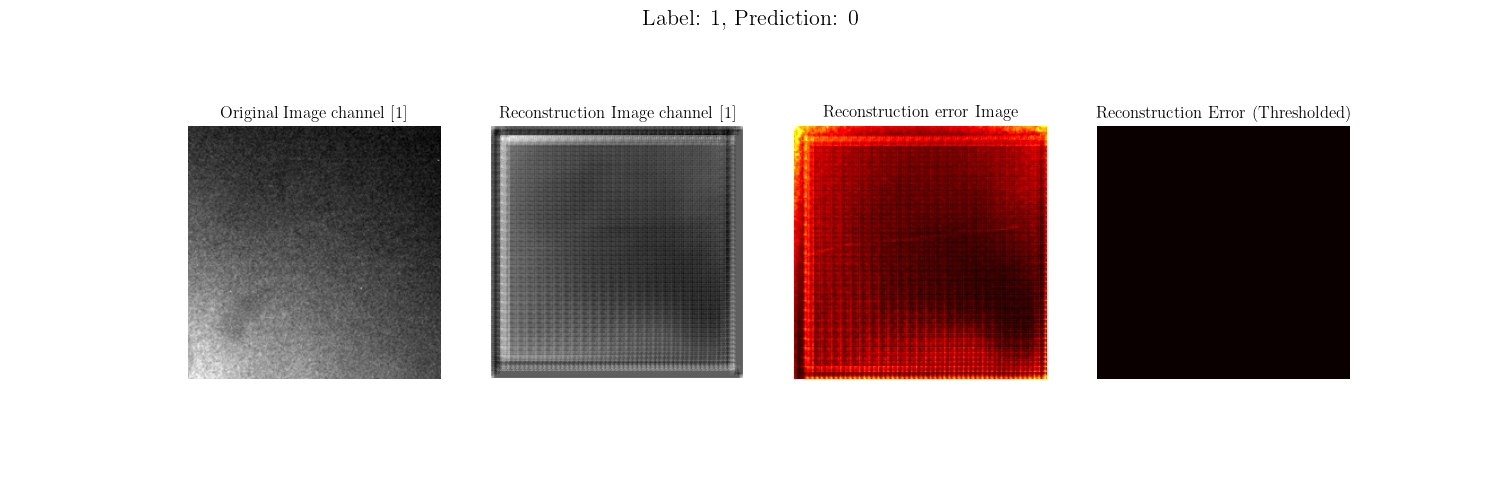 Label: 1, Prediction: 0
Original Image channel [1]
Reconstruction Image channel [1]
Reconstruction error Image
Reconstruction Error (Thresholded)